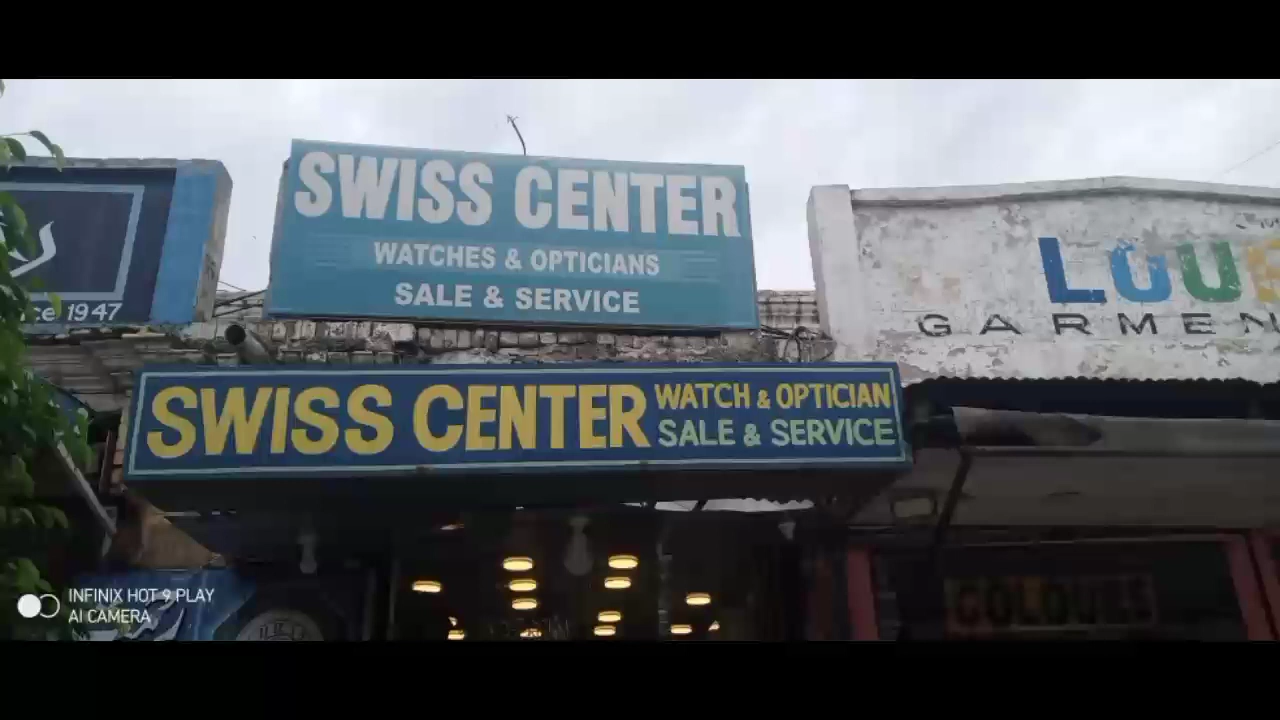 SWISS CENTER
WATCHES & OPTICIANS
SALE & SERVICE
1947
GARMEN
SWISS CENTER WATCH & OPTICIAN
SALE & SERVICE
INFINIX HOT 9 PLAY
AI CAMERA